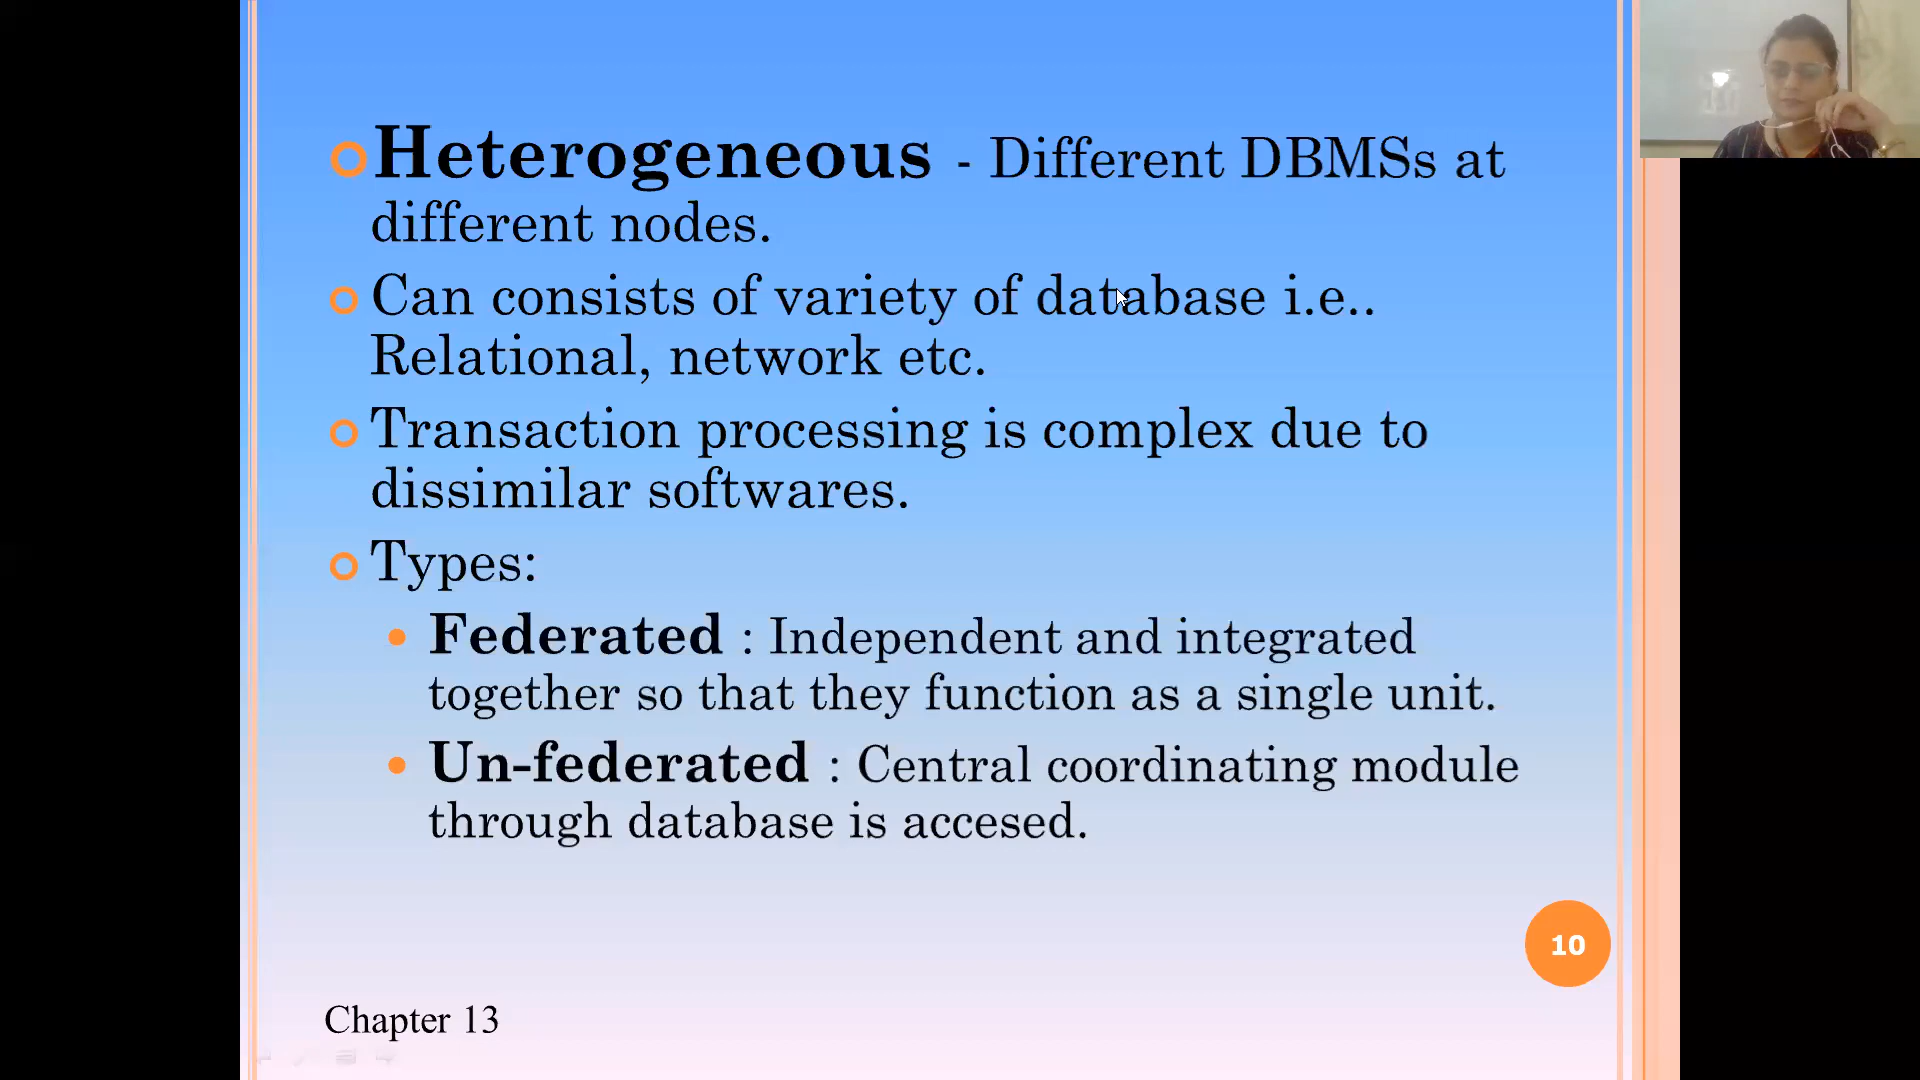 Heterogeneous - Different DBMSs at
different nodes.
Can consists of variety of database i.e..
Relational, network etc.
Transaction processing is complex due to
dissimilar softwares.
Types:
Federated : Independent and integrated
together so that they function as a single unit.
Un-federated : Central coordinating module
through database is accesed.
10
Chapter 13